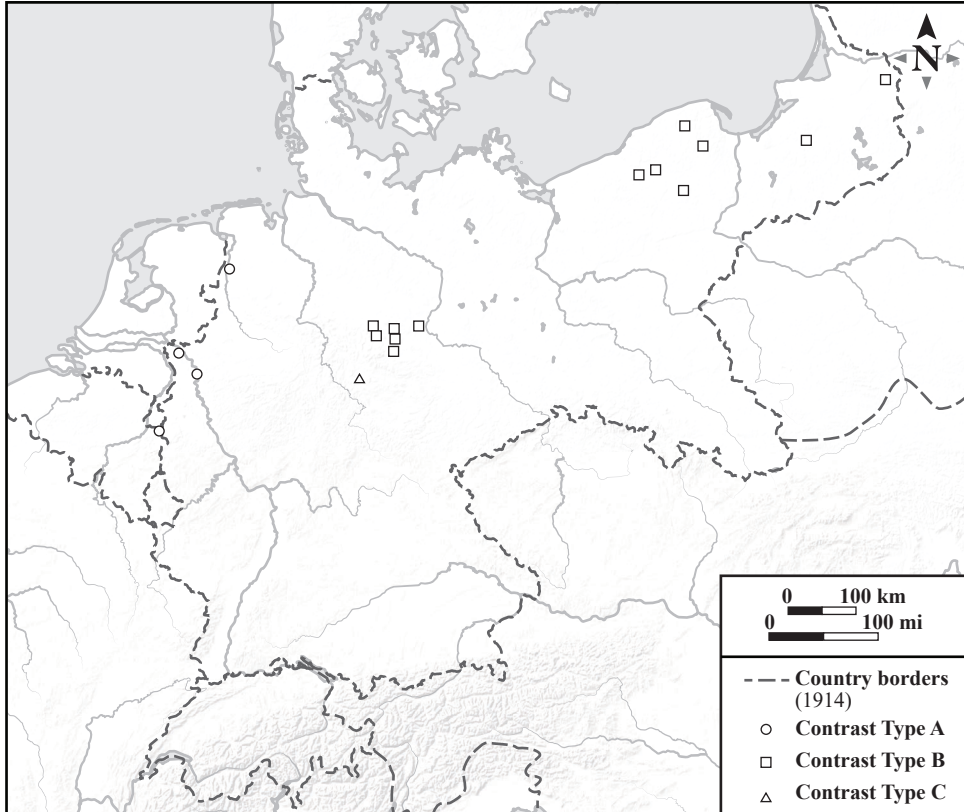 N
0 100 km
0 100 mi
Country borders
(1914)
Contrast Type A
Contrast Type B
Contrast Type C